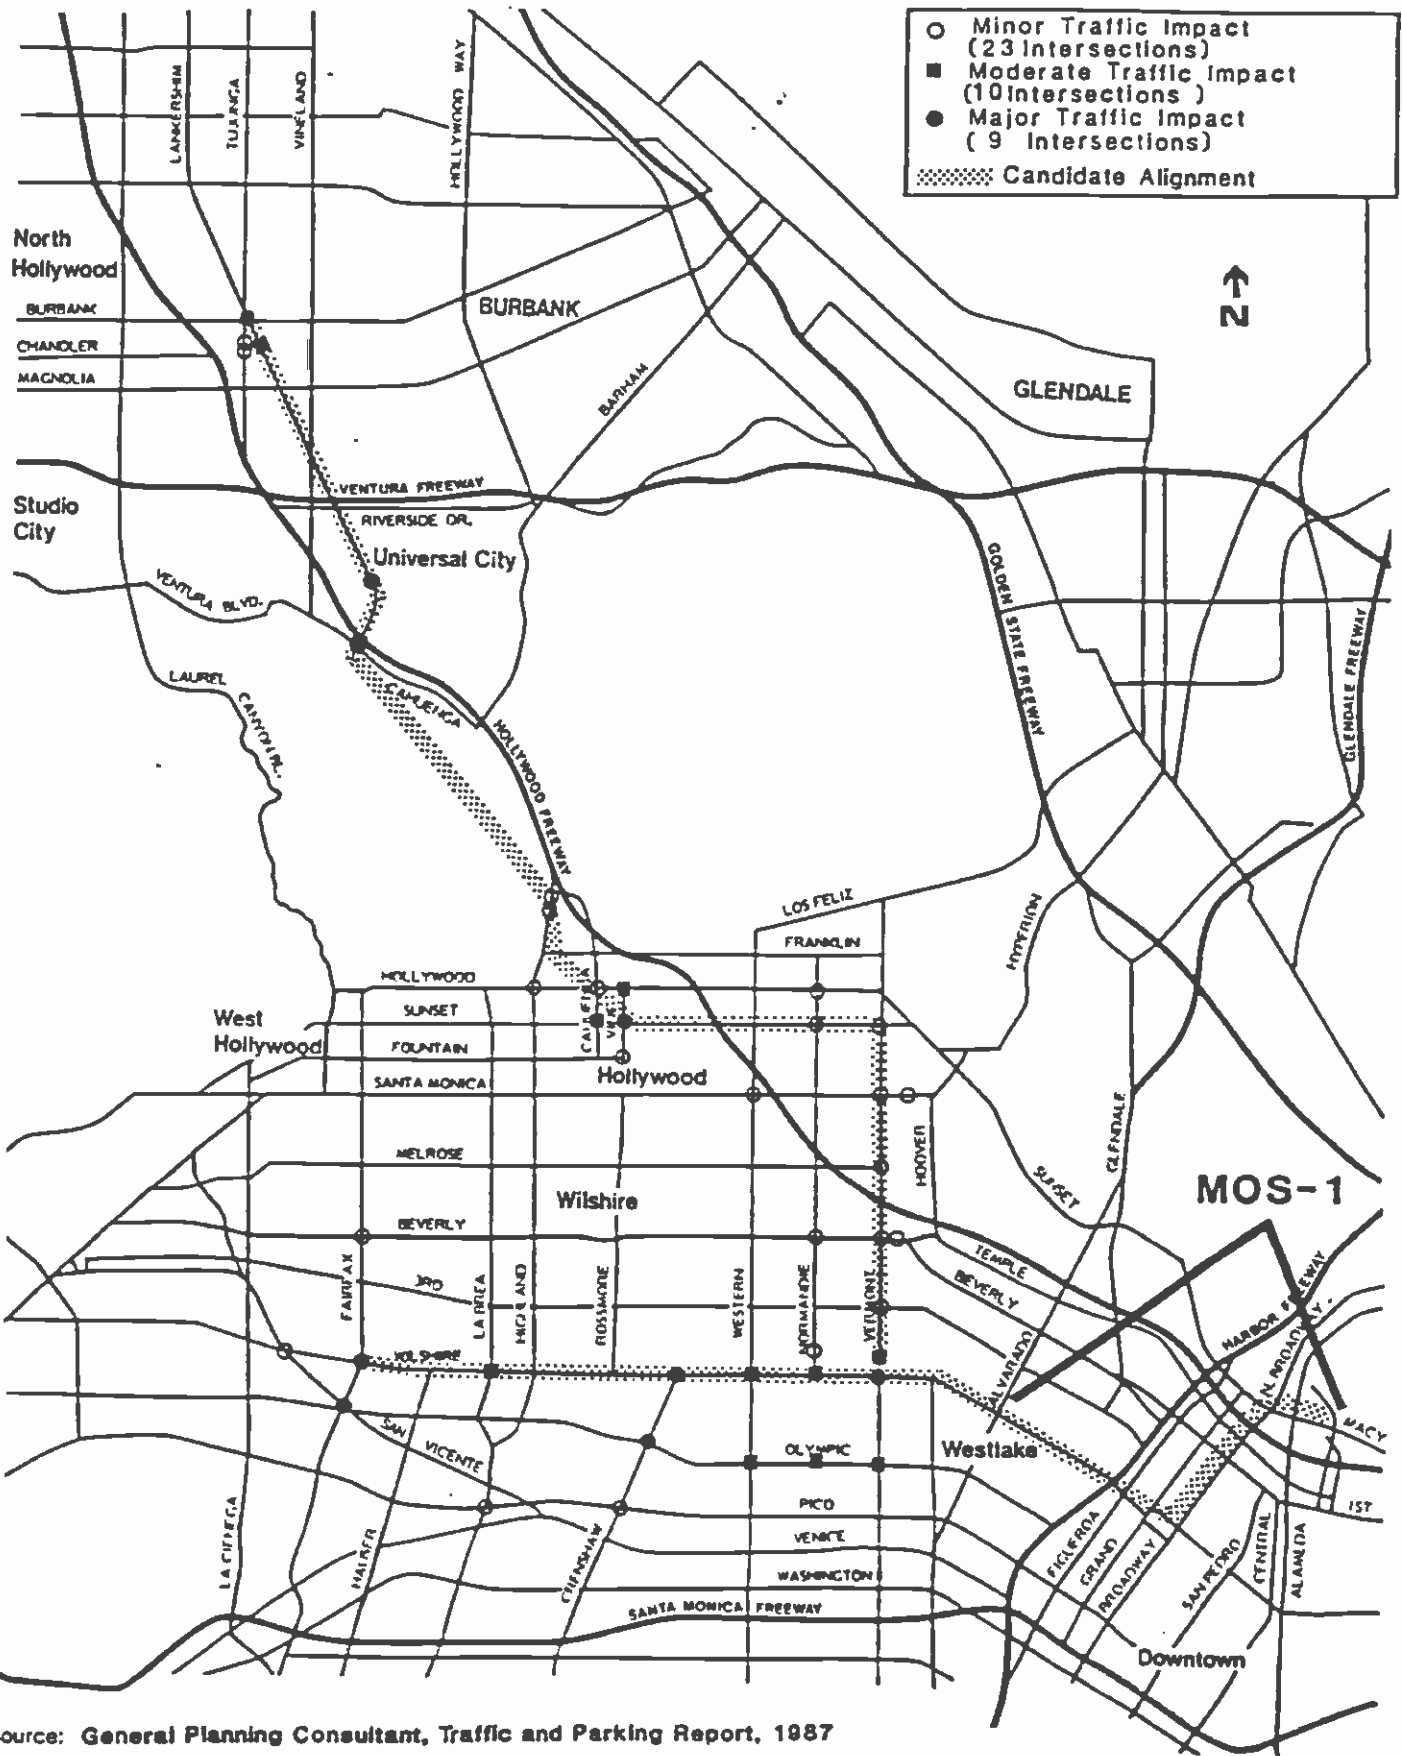 Minor Traffic Impact
(23 Intersections)
Moderate Traffic Impact
(10 Intersections )
Major Traffic Impact
( 9 Intersections)
Candidate Alignment
N
LANKERSHIM
TUJUNGA
VINELAND
HOLLYWOOD WAY
North
Hollywood
BURBANK
BURBANK
CHANDLER
MAGNOLIA
BARHAM
GLENDALE
VENTURA FREEWAY
Studio
City
RIVERSIDE DR.
Universal City
VENTURA BLVD.
GOLDEN STATE FREEWAY
GLENDALE FREEWAY
LAUREL
CANYON BL.
CAHUENGA
HOLLYWOOD FREEWAY
LOS FELIZ
FRANKLIN
HYPERION
HOLLYWOOD
West
Hollywood
SUNSET
CAHUENGA
VINE
FOUNTAIN
Hollywood
SANTA MONICA
MELROSE
HOOVER
GLENDALE
SUNSET
MOS-1
Wilshire
BEVERLY
TEMPLE
BEVERLY
FAIRFAX
3RD
LA BREA
HIGHLAND
ROSSMORE
WESTERN
NORMANDIE
VERMONT
HARBOR FREEWAY
N. BROADWAY
WILSHIRE
ALVARADO
MACY
SAN VICENTE
OLYMPIC
Westlake
PICO
1ST
LA CIENEGA
HAUSER
CRENSHAW
VENICE
WASHINGTON
FIGUEROA
GRAND
BROADWAY
SAN PEDRO
CENTRAL
ALAMEDA
SANTA MONICA FREEWAY
Downtown
ource: General Planning Consultant, Traffic and Parking Report, 1987